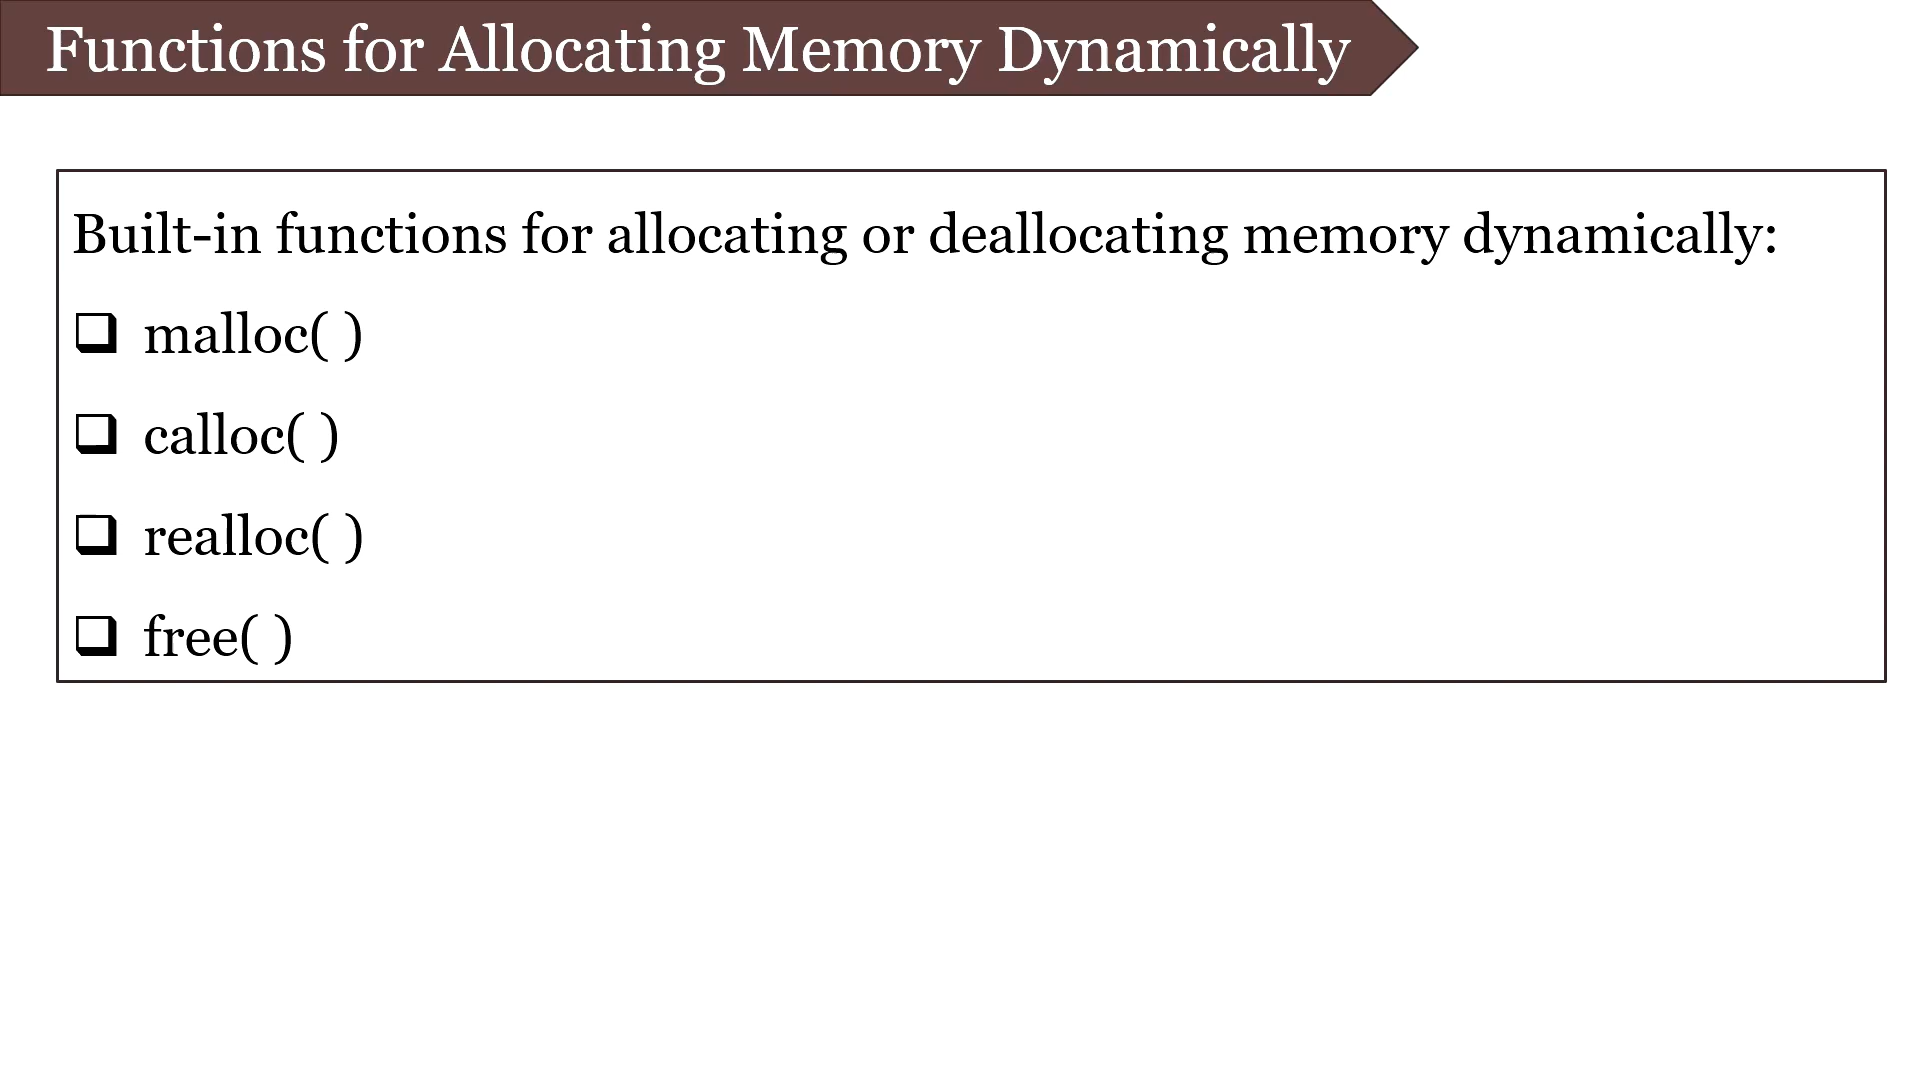 Functions for Allocating Memory Dynamically
Built-in functions for allocating or deallocating memory dynamically:
❑ malloc( )
❑ calloc( )
❑ realloc( )
❑ free( )